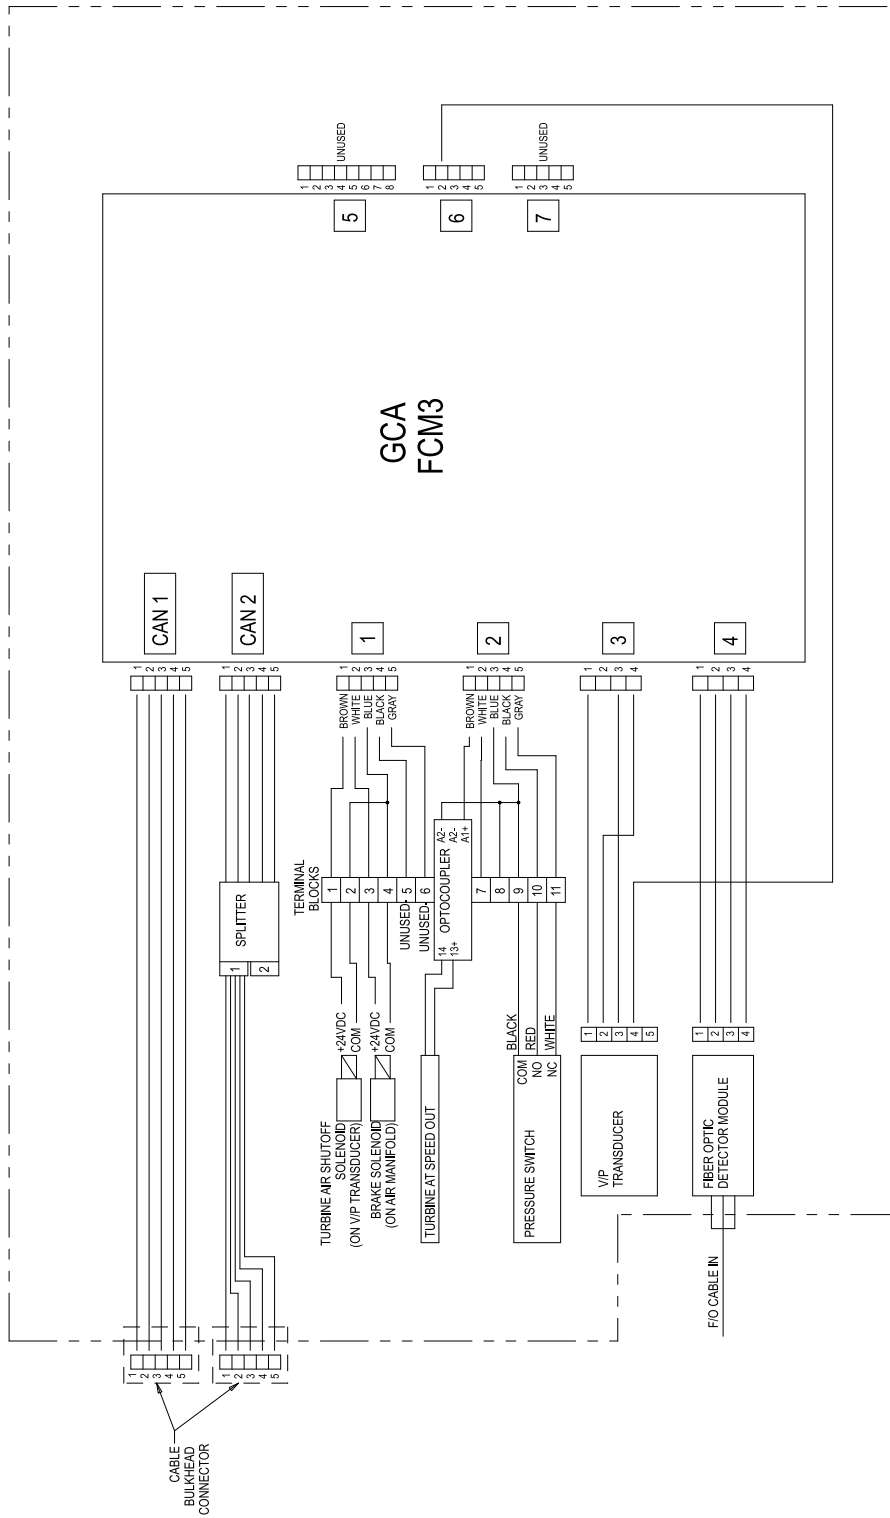 CABLE
BULKHEAD
CONNECTOR
1
2
3
4
5
1
2
3
4
5
SPLITTER
1
2
1
2
3
4
5
CAN 1
1
2
3
4
5
CAN 2
TURBINE AIR SHUTOFF
SOLENOID
(ON V/P TRANSDUCER)
+24VDC
COM
BRAKE SOLENOID
(ON AIR MANIFOLD)
+24VDC
COM
TERMINAL
BLOCKS
1
2
3
4
UNUSED
5
UNUSED
6
BROWN
WHITE
BLUE
BLACK
GRAY
1
2
3
4
5
1
TURBINE AT SPEED OUT
14
13+
OPTOCOUPLER
A2-
A2-
A1+
7
8
9
10
11
BROWN
WHITE
BLUE
BLACK
GRAY
1
2
3
4
5
2
PRESSURE SWITCH
COM
NO
NC
BLACK
RED
WHITE
V/P
TRANSDUCER
1
2
3
4
5
1
2
3
4
3
F/O CABLE IN
FIBER OPTIC
DETECTOR MODULE
1
2
3
4
1
2
3
4
4
GCA
FCM3
5
1
2
3
4
5
6
7
8
UNUSED
6
1
2
3
4
5
7
1
2
3
4
5
UNUSED